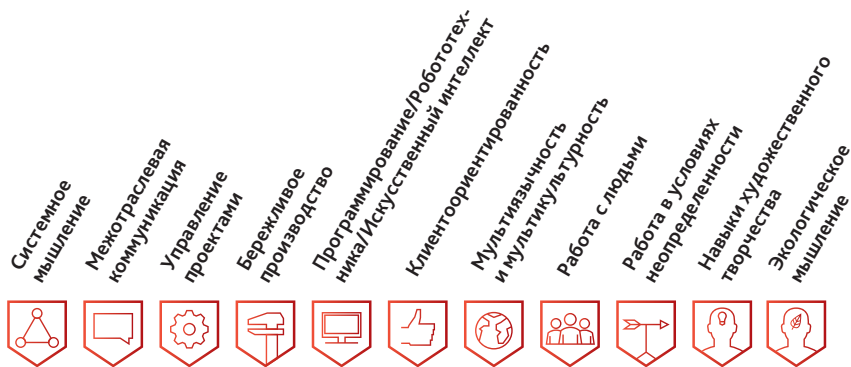 Системное
мышление
Межотраслевая
коммуникация
Управление
проектами
Бережливое
производство
Программирование/Робототех-
ника/Искусственный интеллект
Клиентоориентированность
Мультиязычность
и мультикультурность
Работа с людьми
Работа в условиях
неопределенности
Навыки художественного
творчества
Экологическое
мышление